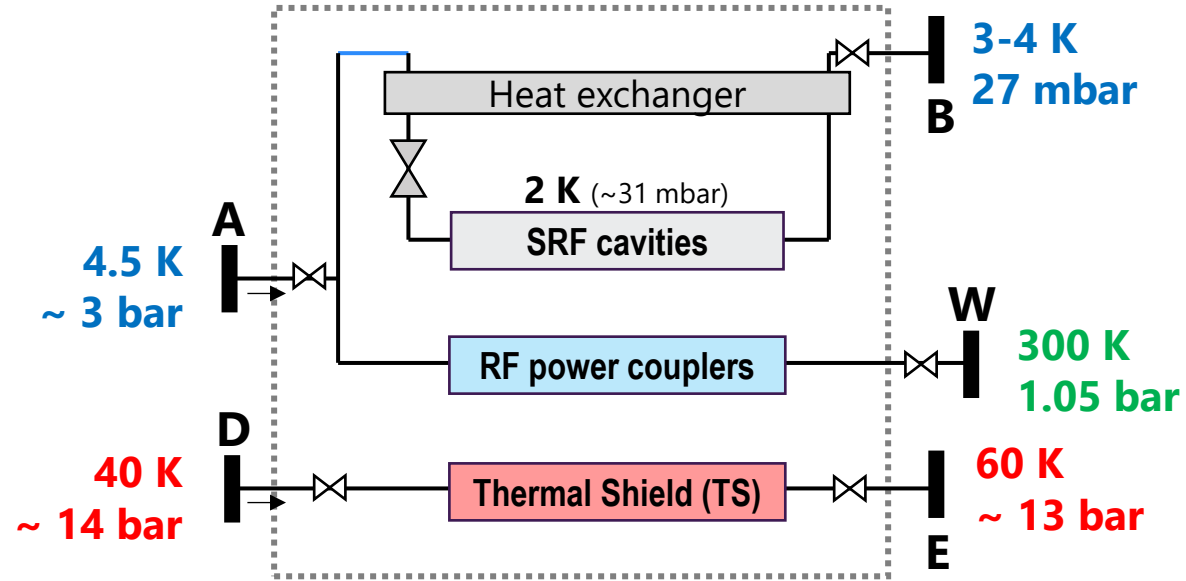 3-4 K
27 mbar
B
Heat exchanger
2 K (~31 mbar)
SRF cavities
A
4.5 K
~ 3 bar
W
300 K
1.05 bar
RF power couplers
D
40 K
~ 14 bar
Thermal Shield (TS)
60 K
~ 13 bar
E